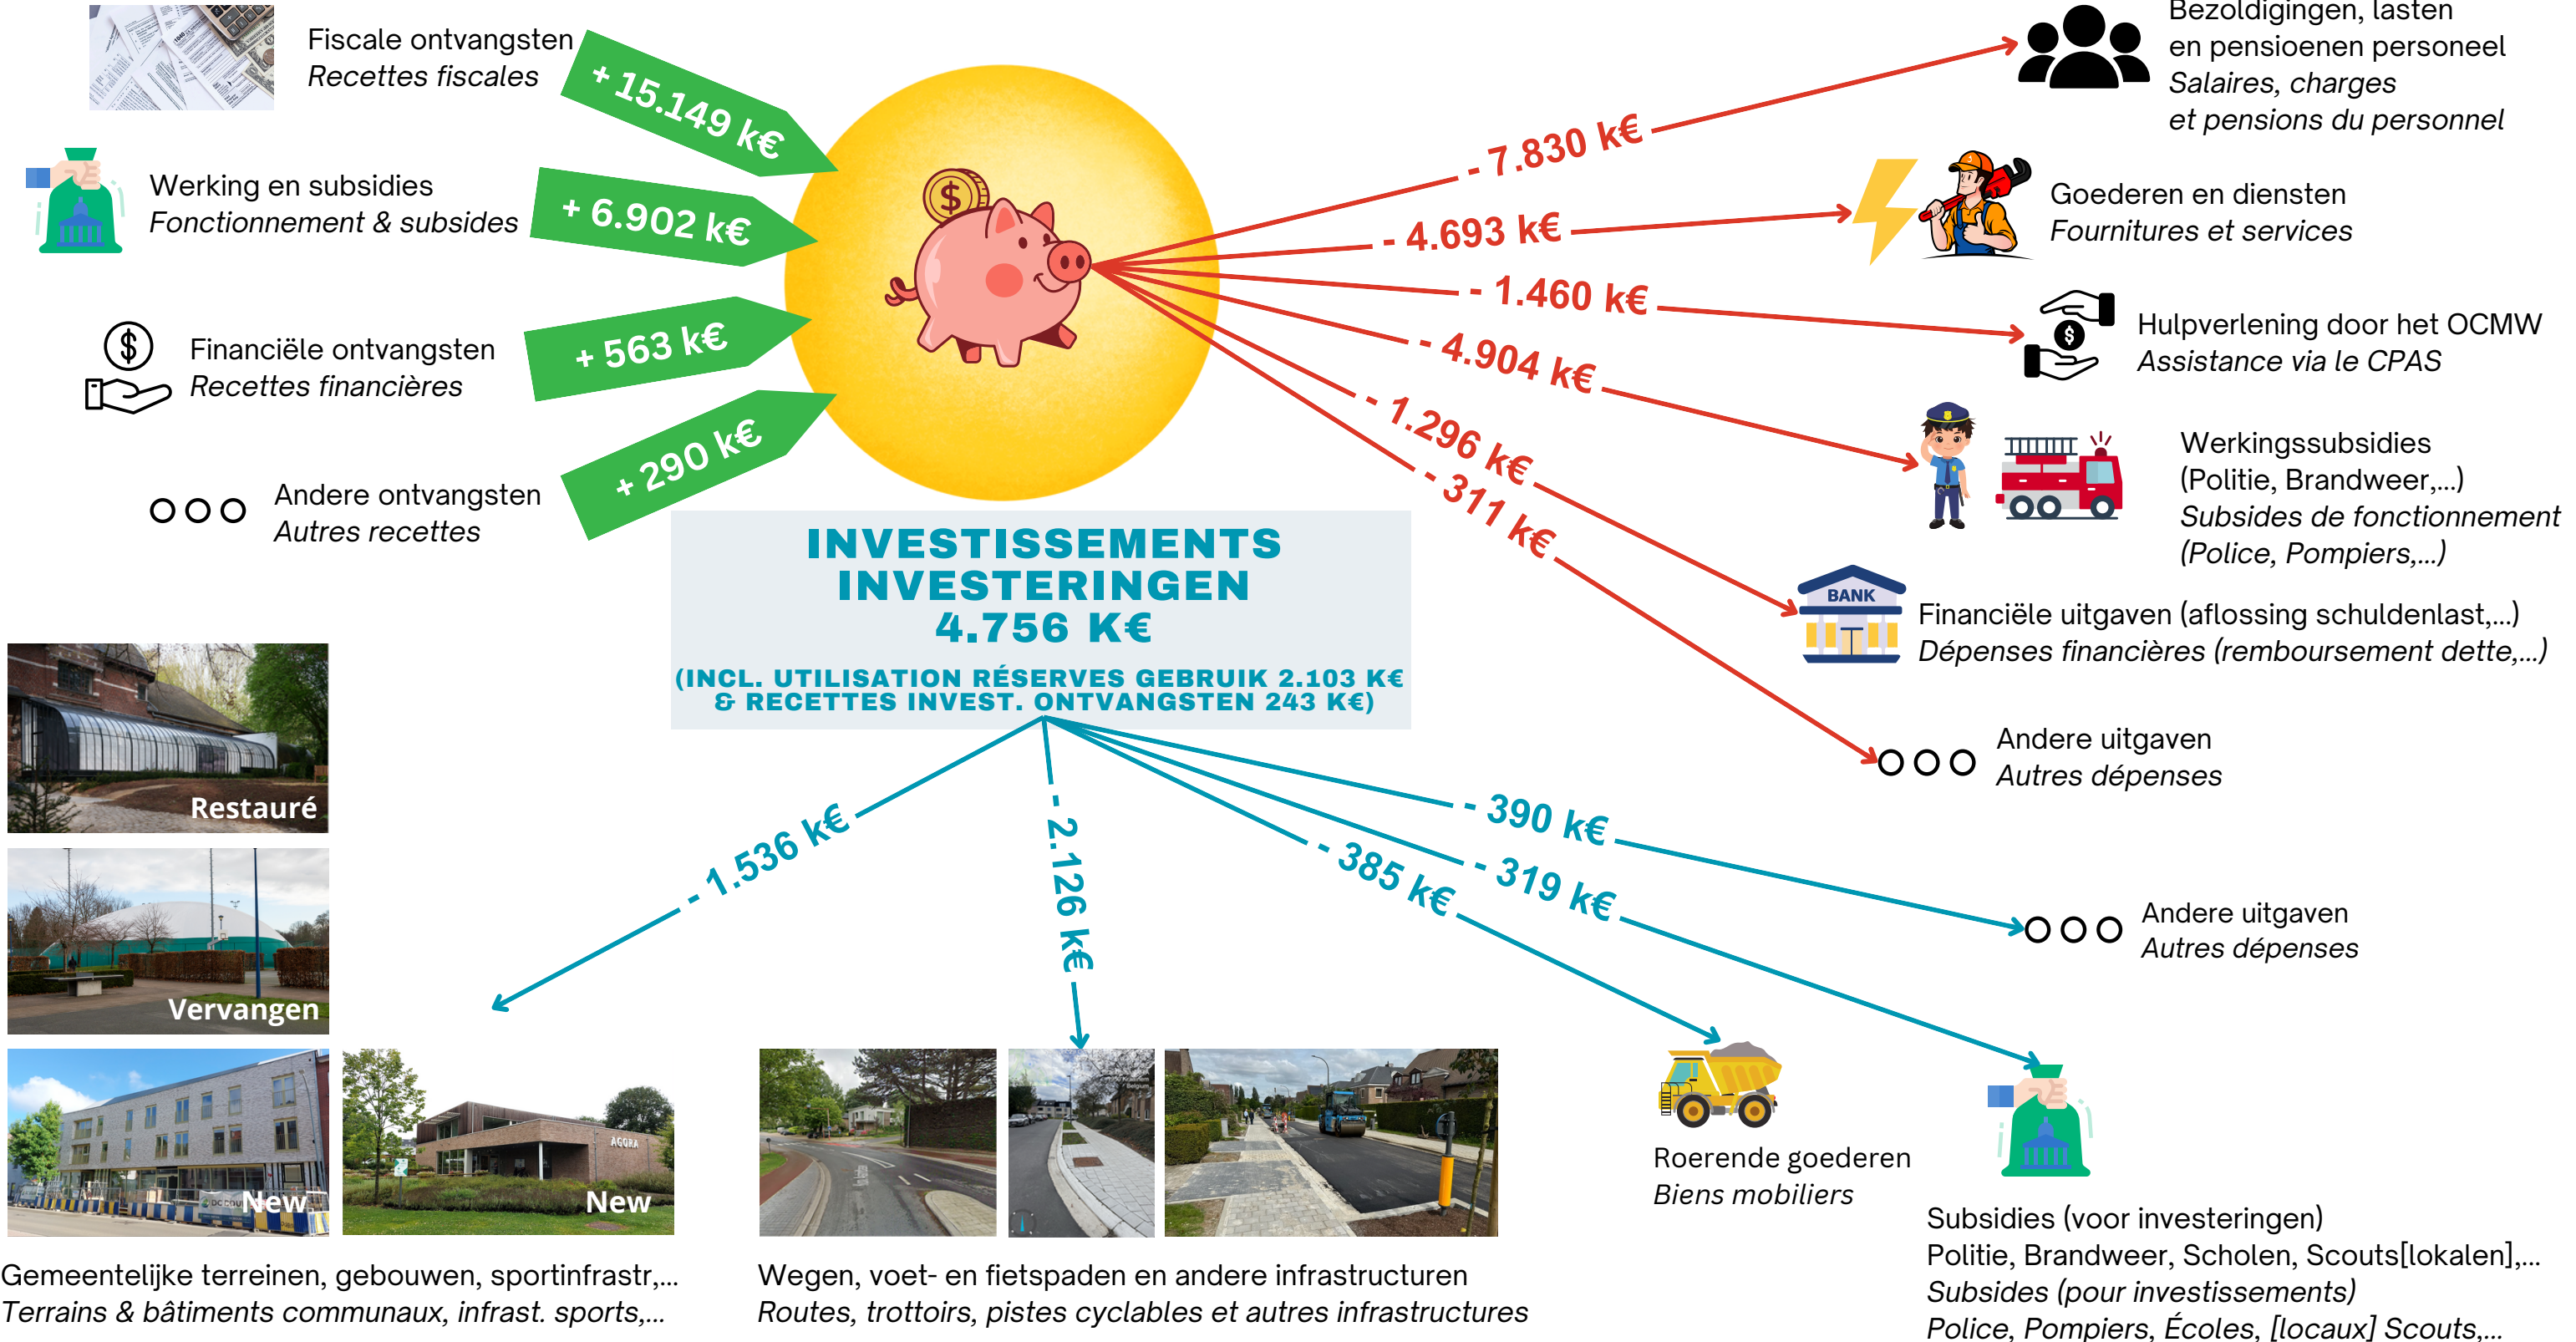 Fiscale ontvangsten
Recettes fiscales
+ 15.149 k€
Werking en subsidies
Fonctionnement & subsides
+ 6.902 k€
Financiële ontvangsten
Recettes financières
+ 563 k€
Andere ontvangsten
Autres recettes
+ 290 k€
- 7.830 k€
Bezoldigingen, lasten
en pensioenen personeel
Salaires, charges
et pensions du personnel
- 4.693 k€
Goederen en diensten
Fournitures et services
- 1.460 k€
Hulpverlening door het OCMW
Assistance via le CPAS
- 4.904 k€
Werkingssubsidies
(Politie, Brandweer,...)
Subsides de fonctionnement
(Police, Pompiers,...)
- 1.296 k€
BANK
Financiële uitgaven (aflossing schuldenlast,...)
Dépenses financières (remboursement dette,...)
- 311 k€
Andere uitgaven
Autres dépenses
INVESTISSEMENTS
INVESTERINGEN
4.756 K€
(INCL. UTILISATION RÉSERVES GEBRUIK 2.103 K€
& RECETTES INVEST. ONTVANGSTEN 243 K€)
- 1.536 k€
- 2.126 k€
- 385 k€
- 319 k€
- 390 k€
Andere uitgaven
Autres dépenses
Restauré
Vervangen
New
AGORA
New
Gemeentelijke terreinen, gebouwen, sportinfrastr,...
Terrains & bâtiments communaux, infrast. sports,...
Wegen, voet- en fietspaden en andere infrastructuren
Routes, trottoirs, pistes cyclables et autres infrastructures
Roerende goederen
Biens mobiliers
Subsidies (voor investeringen)
Politie, Brandweer, Scholen, Scouts[lokalen],...
Subsides (pour investissements)
Police, Pompiers, Écoles, [locaux] Scouts,...